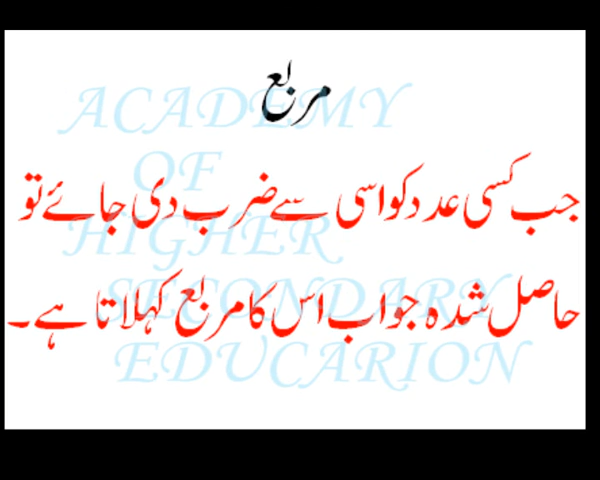 مربع
جب کسی عدد کو اسی سے ضرب دی جائے تو
حاصل شدہ جواب اس کا مربع کہلاتا ہے۔
ACADEMY
OF
HIGHER
SECONDARY
EDUCARION